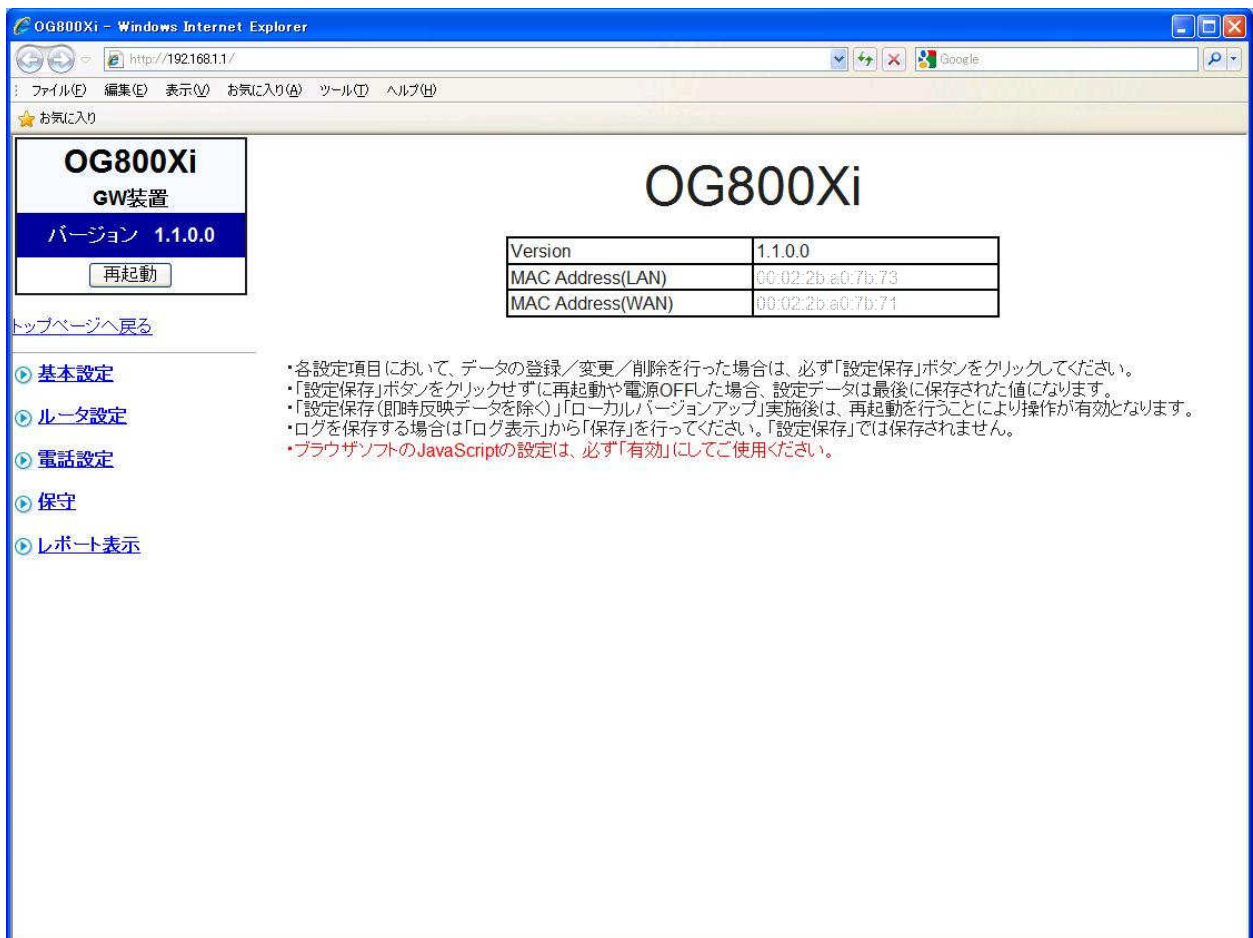 OG800Xi - Windows Internet Explorer
http://192.168.1.1/
Google
ファイル(F) 編集(E) 表示(V) お気に入り(A) ツール(T) ヘルプ(H)
お気に入り
OG800Xi
GW装置
バージョン 1.1.0.0
再起動
トップページへ戻る
基本設定
ルータ設定
電話設定
保守
レポート表示
OG800Xi
Version 1.1.0.0
MAC Address(LAN) 00:02:2b:a0:7b:73
MAC Address(WAN) 00:02:2b:a0:7b:71
・各設定項目において、データの登録／変更／削除を行った場合は、必ず「設定保存」ボタンをクリックしてください。
・「設定保存」ボタンをクリックせずに再起動や電源OFFした場合、設定データは最後に保存された値になります。
・「設定保存(即時反映データを除く)」「ローカルバージョンアップ」実施後は、再起動を行うことにより操作が有効となります。
・ログを保存する場合は「ログ表示」から「保存」を行ってください。「設定保存」では保存されません。
・ブラウザソフトのJavaScriptの設定は、必ず「有効」にしてご使用ください。